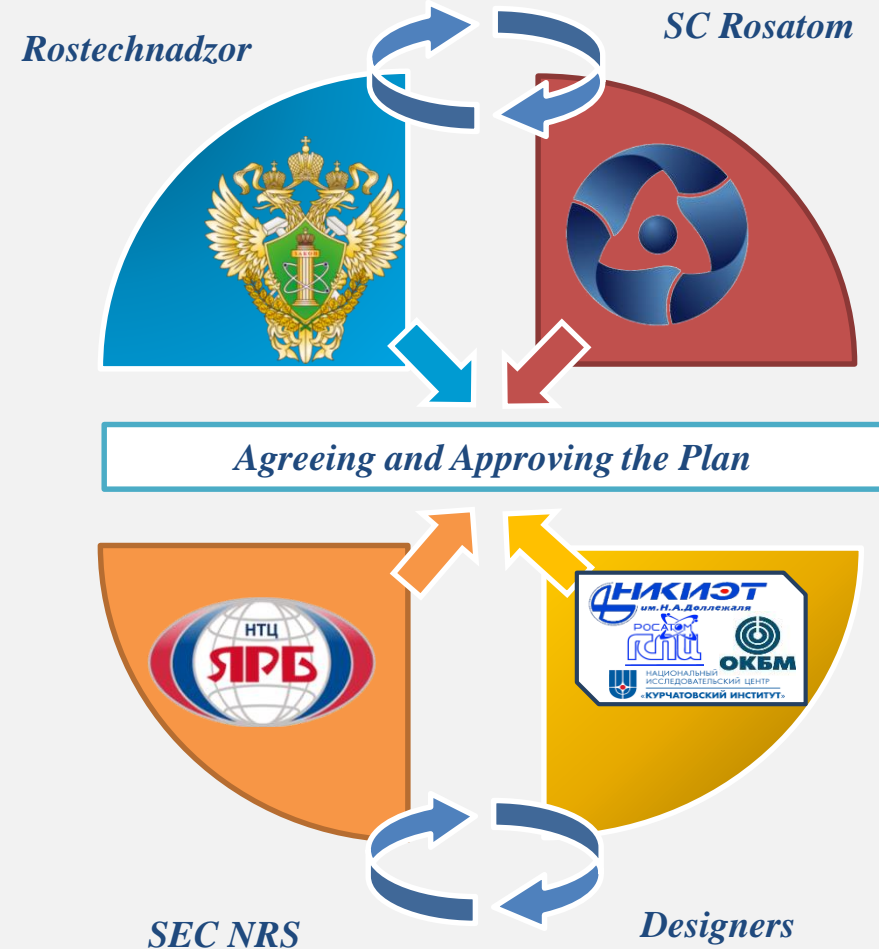 Rostechnadzor
SC Rosatom
ЗАКОН
Agreeing and Approving the Plan
НТЦ
ЯРБ
НИКИЭТ
им.Н.А.Доллежаля
РОСАТОМ
ГСПИ
ОКБМ
НАЦИОНАЛЬНЫЙ
ИССЛЕДОВАТЕЛЬСКИЙ ЦЕНТР
«КУРЧАТОВСКИЙ ИНСТИТУТ»
SEC NRS
Designers